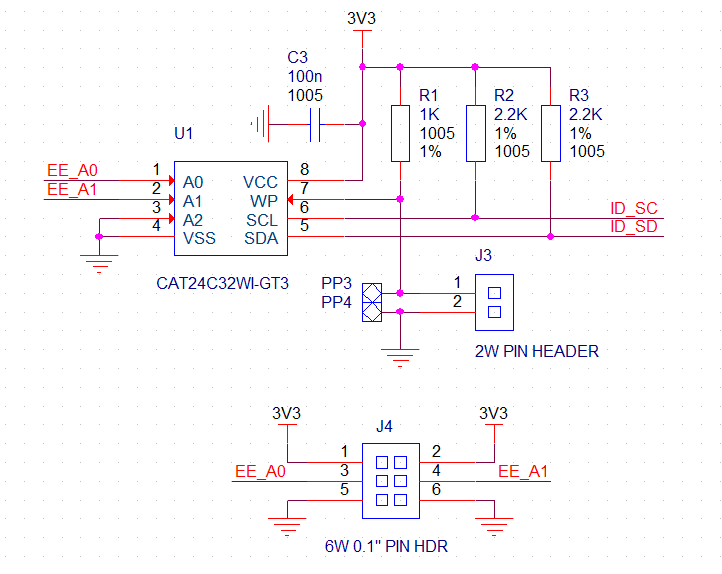 3V3
C3
100n
1005
R1
1K
1005
1%
R2
2.2K
1%
1005
R3
2.2K
1%
1005
U1
EE_A0
EE_A1
1
2
3
4
A0
A1
A2
VSS
VCC
WP
SCL
SDA
8
7
6
5
ID_SC
ID_SD
CAT24C32WI-GT3
PP3
PP4
J3
1
2
2W PIN HEADER
3V3
3V3
J4
1
2
EE_A0
3
4
EE_A1
5
6
6W 0.1" PIN HDR